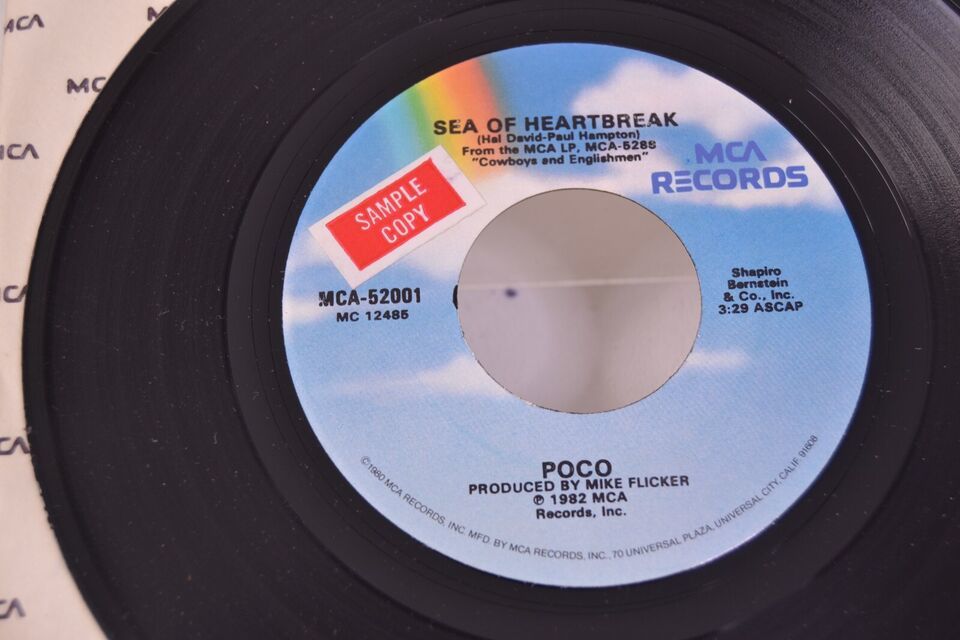 SEA OF HEARTBREAK
(Hal David-Paul Hampton)
From the MCA LP, MCA-5288
"Cowboys and Englishmen"
MCA
RECORDS
SAMPLE
COPY
MCA-52001
MC 12485
Shapiro
Bernstein
& Co., Inc.
3:29 ASCAP
POCO
PRODUCED BY MIKE FLICKER
℗ 1982 MCA
Records, Inc.
©1980 MCA RECORDS, INC. MFD. BY MCA RECORDS, INC., 70 UNIVERSAL PLAZA, UNIVERSAL CITY, CALIF. 91608
MCA
MCA
MCA
MCA
MCA
CA
CA